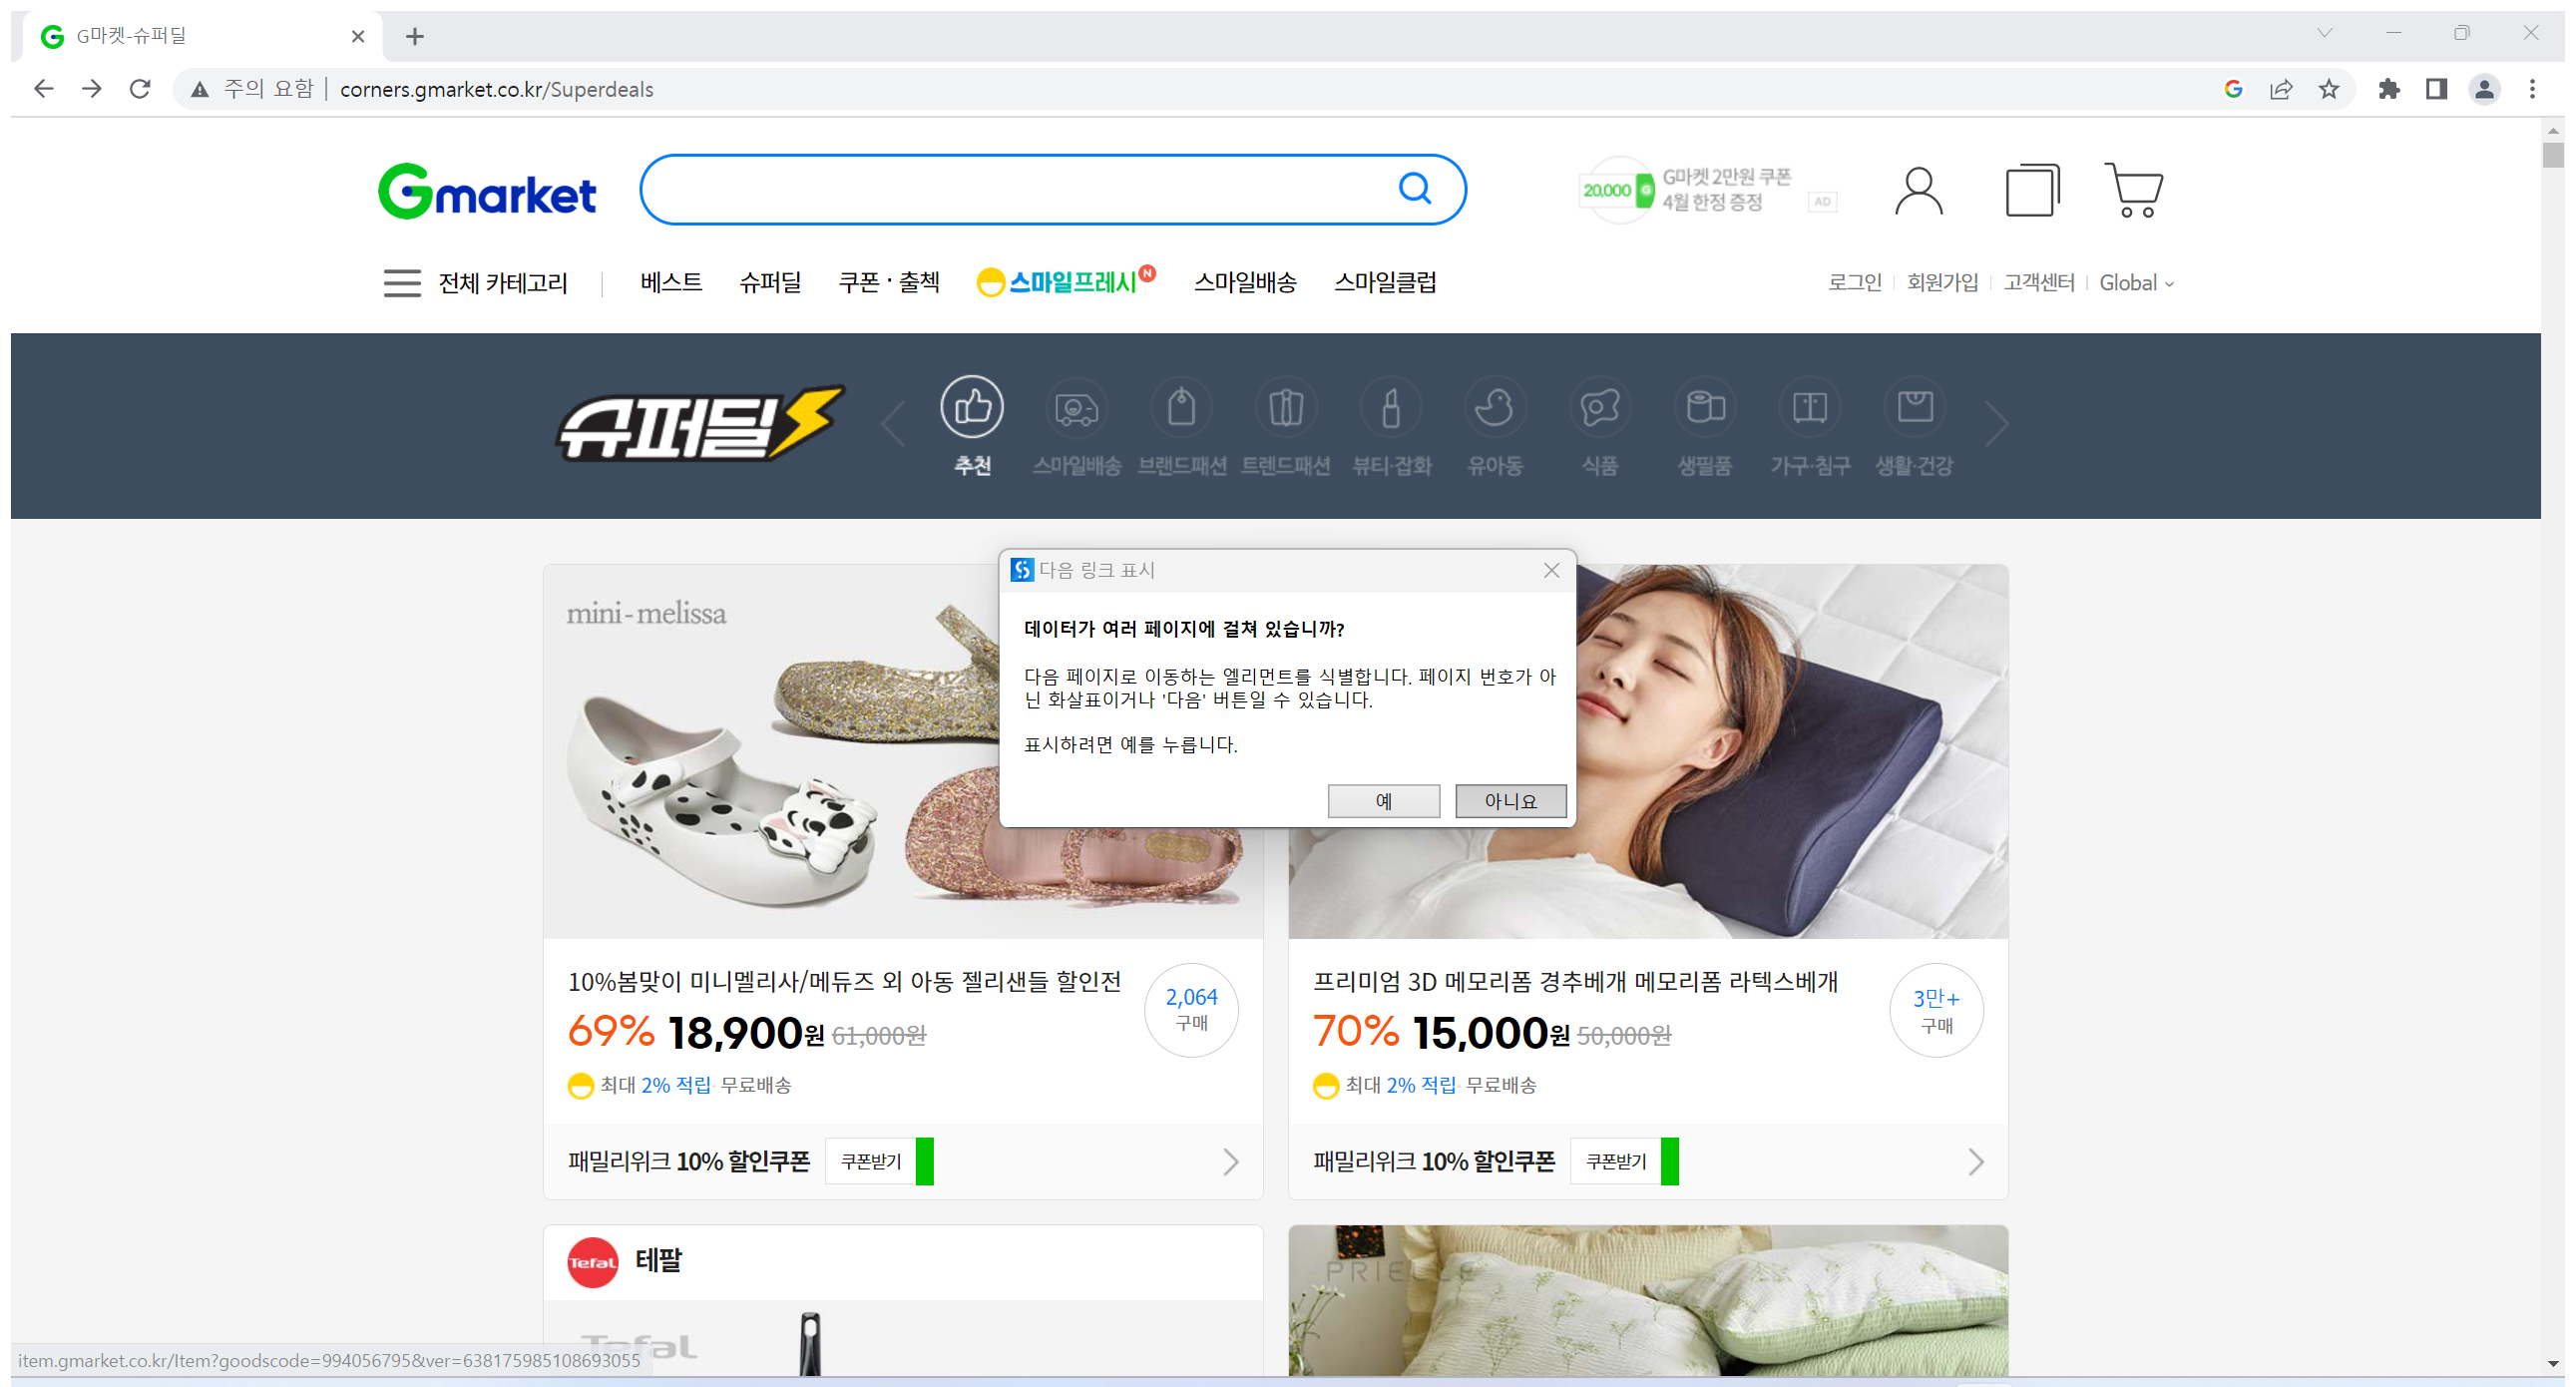 G마켓-슈퍼딜
주의 요함 corners.gmarket.co.kr/Superdeals
Gmarket
20,000 G
G마켓 2만원 쿠폰
4월 한정 증정
AD
전체 카테고리
베스트 슈퍼딜 쿠폰·출첵 스마일프레시 N 스마일배송 스마일클럽
로그인 회원가입 고객센터 Global
슈퍼딜
추천 스마일배송 브랜드패션 트렌드패션 뷰티·잡화 유아동 식품 생필품 가구·침구 생활·건강
다음 링크 표시
데이터가 여러 페이지에 걸쳐 있습니까?
다음 페이지로 이동하는 엘리먼트를 식별합니다. 페이지 번호가 아
닌 화살표이거나 '다음' 버튼일 수 있습니다.
표시하려면 예를 누릅니다.
예 아니요
mini-melissa
10%봄맞이 미니멜리사/메듀즈 외 아동 젤리샌들 할인전
69% 18,900원 61,000원
2,064
구매
최대 2% 적립 무료배송
패밀리위크 10% 할인쿠폰 쿠폰받기
프리미엄 3D 메모리폼 경추베개 메모리폼 라텍스베개
70% 15,000원 50,000원
3만+
구매
최대 2% 적립 무료배송
패밀리위크 10% 할인쿠폰 쿠폰받기
Tefal 테팔
Tefal
PRIELLE
item.gmarket.co.kr/Item?goodscode=994056795&ver=638175985108693055